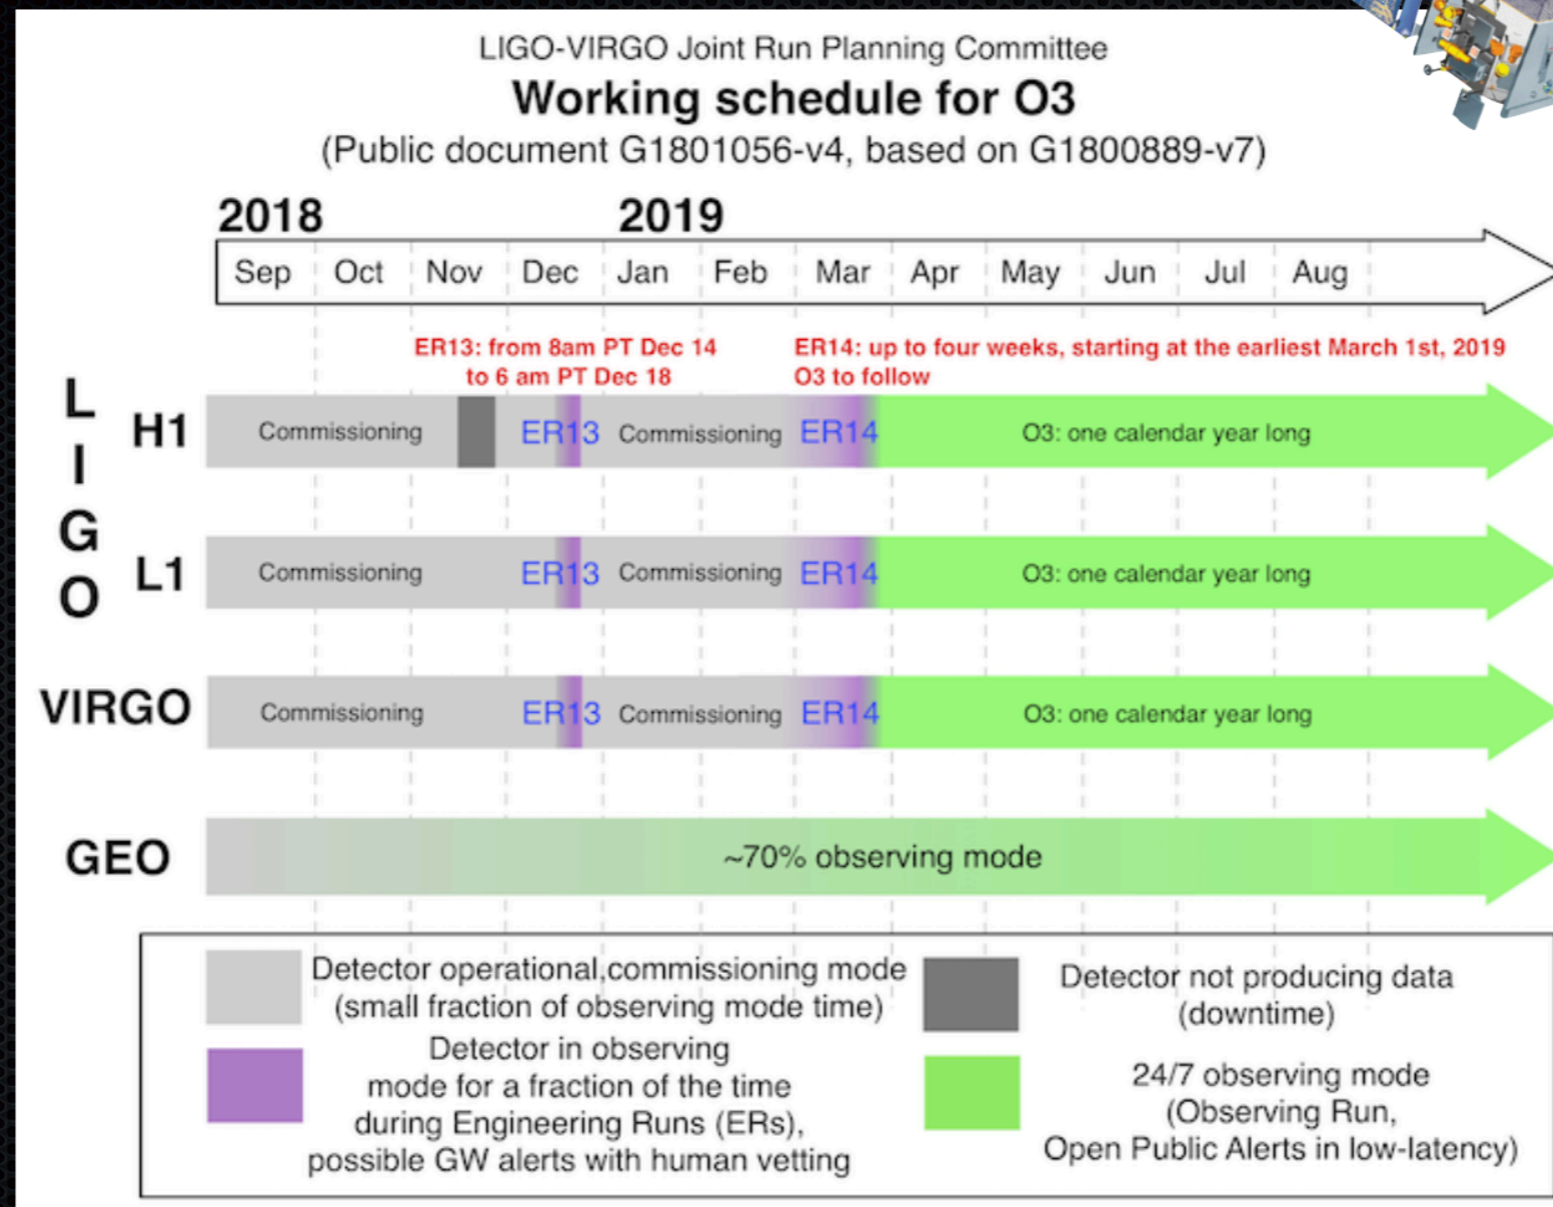 LIGO-VIRGO Joint Run Planning Committee
Working schedule for O3
(Public document G1801056-v4, based on G1800889-v7)
2018 2019
Sep Oct Nov Dec Jan Feb Mar Apr May Jun Jul Aug
ER13: from 8am PT Dec 14
to 6 am PT Dec 18
ER14: up to four weeks, starting at the earliest March 1st, 2019
O3 to follow
LIGO
H1 Commissioning ER13 Commissioning ER14 O3: one calendar year long
L1 Commissioning ER13 Commissioning ER14 O3: one calendar year long
VIRGO Commissioning ER13 Commissioning ER14 O3: one calendar year long
GEO ~70% observing mode
Detector operational,commissioning mode
(small fraction of observing mode time)
Detector not producing data
(downtime)
Detector in observing
mode for a fraction of the time
during Engineering Runs (ERs),
possible GW alerts with human vetting
24/7 observing mode
(Observing Run,
Open Public Alerts in low-latency)